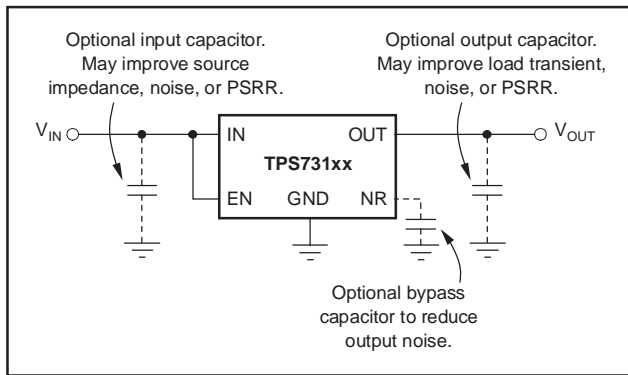 Optional input capacitor.
May improve source
impedance, noise, or PSRR.
Optional output capacitor.
May improve load transient,
noise, or PSRR.
VIN
IN
OUT
VOUT
TPS731xx
EN
GND
NR
Optional bypass
capacitor to reduce
output noise.